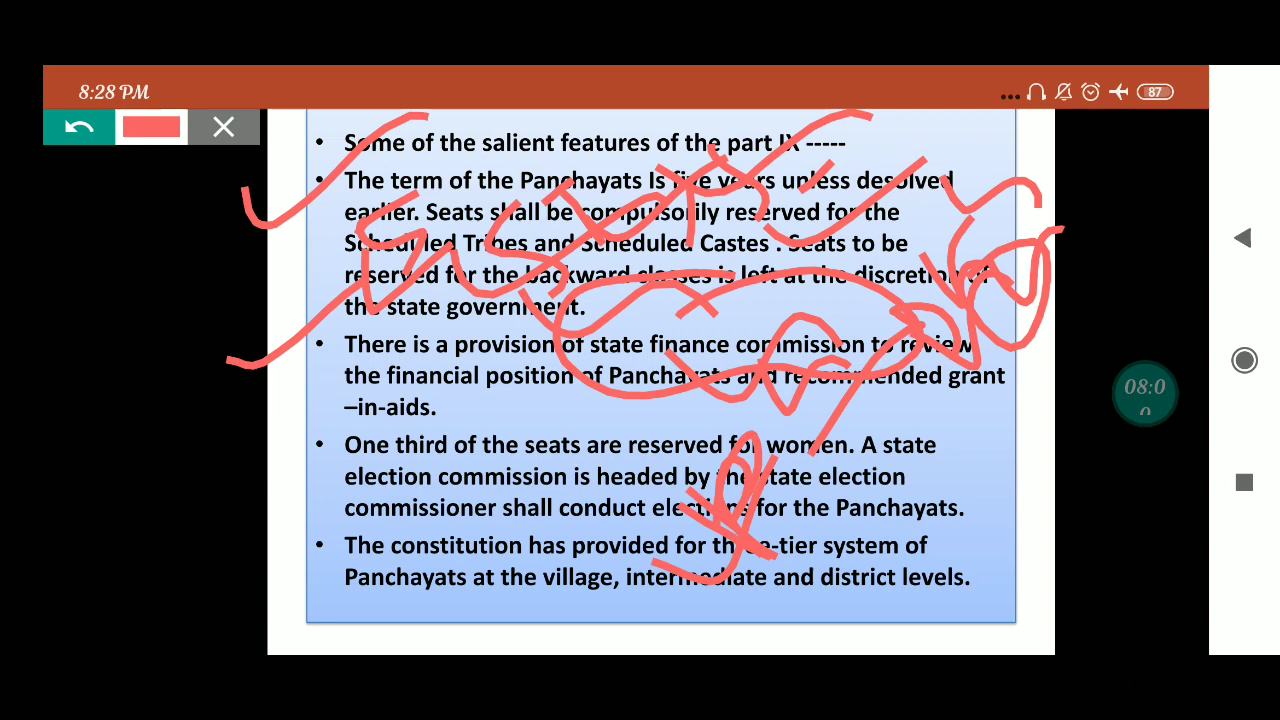 8:28 PM
87
• Some of the salient features of the part IX -----
• The term of the Panchayats Is five years unless desolved
earlier. Seats shall be compulsorily reserved for the
Scheduled Tribes and Scheduled Castes . Seats to be
reserved for the backward classes is left at the discretion of
the state government.
• There is a provision of state finance commission to review
the financial position of Panchayats and recommended grant
–in-aids.
• One third of the seats are reserved for women. A state
election commission is headed by the state election
commissioner shall conduct elections for the Panchayats.
• The constitution has provided for three-tier system of
Panchayats at the village, intermediate and district levels.
08:0
0